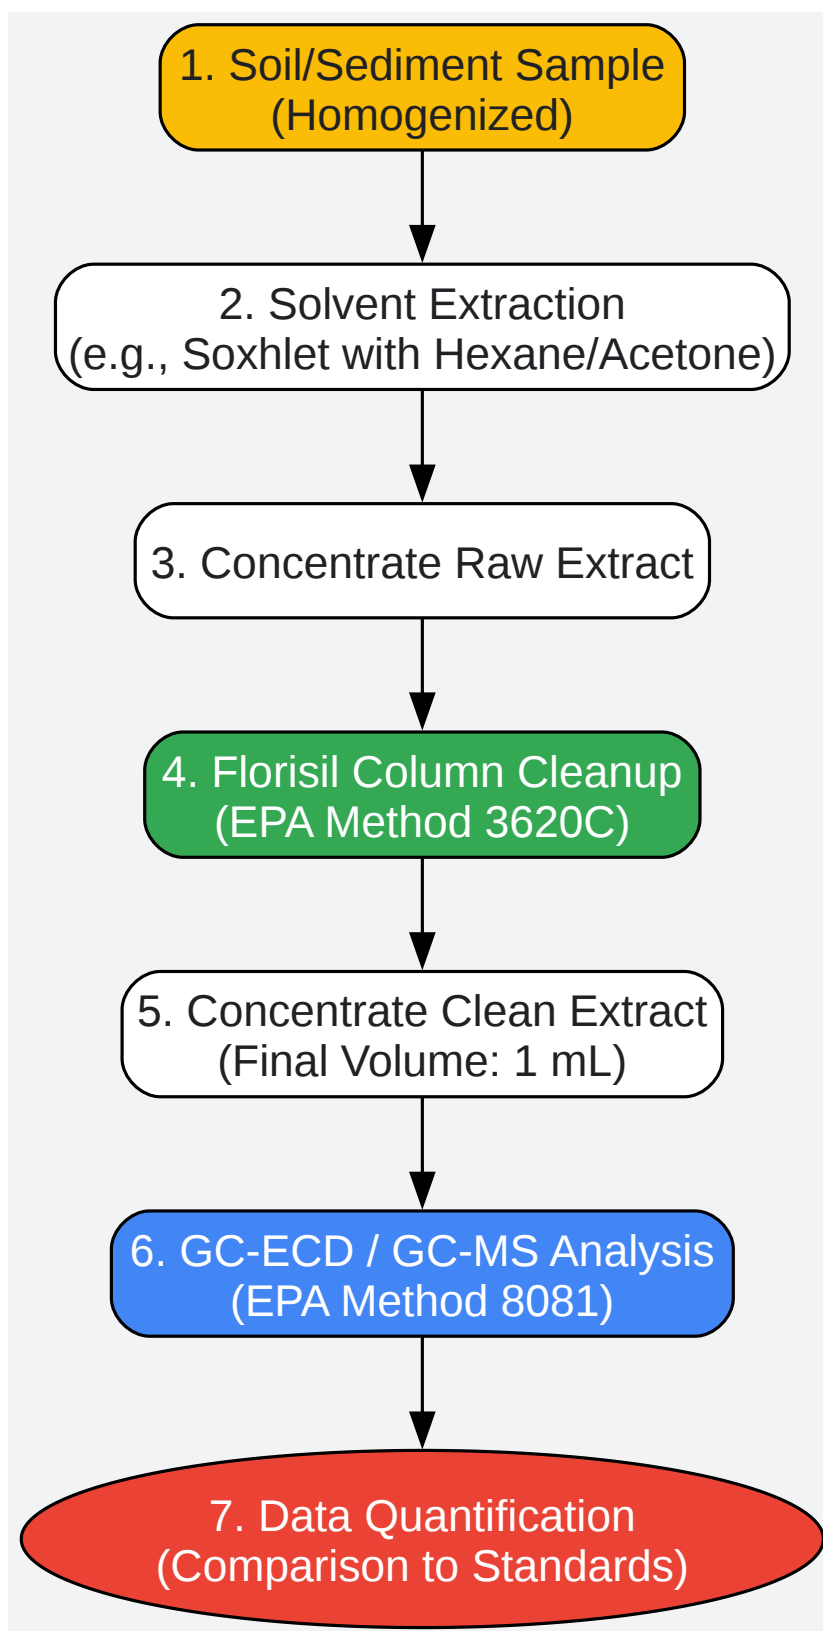 1. Soil/Sediment Sample
(Homogenized)
2. Solvent Extraction
(e.g., Soxhlet with Hexane/Acetone)
3. Concentrate Raw Extract
4. Florisil Column Cleanup
(EPA Method 3620C)
5. Concentrate Clean Extract
(Final Volume: 1 mL)
6. GC-ECD / GC-MS Analysis
(EPA Method 8081)
7. Data Quantification
(Comparison to Standards)